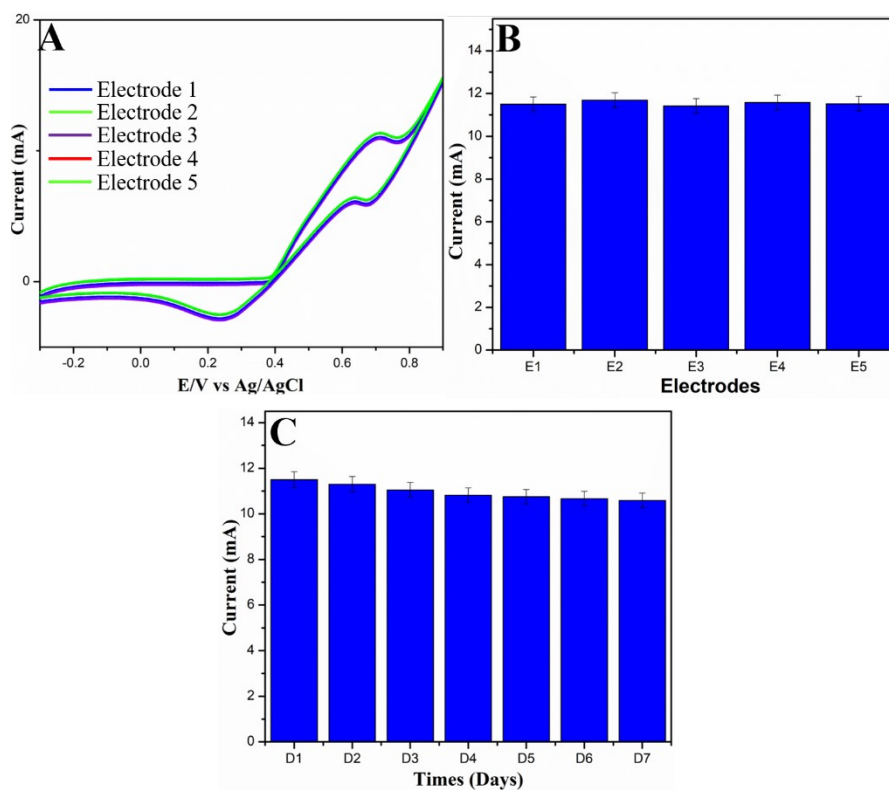 A
20
0
Current (mA)
Electrode 1
Electrode 2
Electrode 3
Electrode 4
Electrode 5
-0.2 0.0 0.2 0.4 0.6 0.8
E/V vs Ag/AgCl
B
14
12
10
8
6
4
2
0
Current (mA)
E1 E2 E3 E4 E5
Electrodes
C
14
12
10
8
6
4
2
0
Current (mA)
D1 D2 D3 D4 D5 D6 D7
Times (Days)